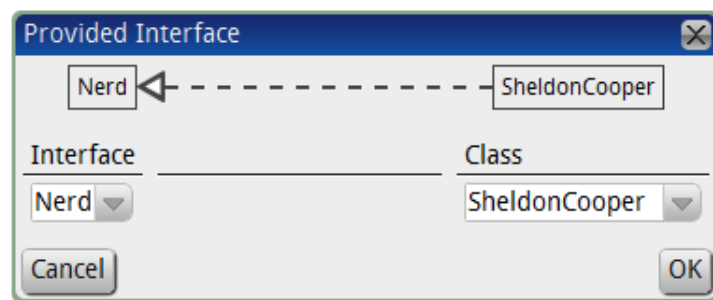 Provided Interface
Nerd SheldonCooper
Interface Class
Nerd SheldonCooper
Cancel OK